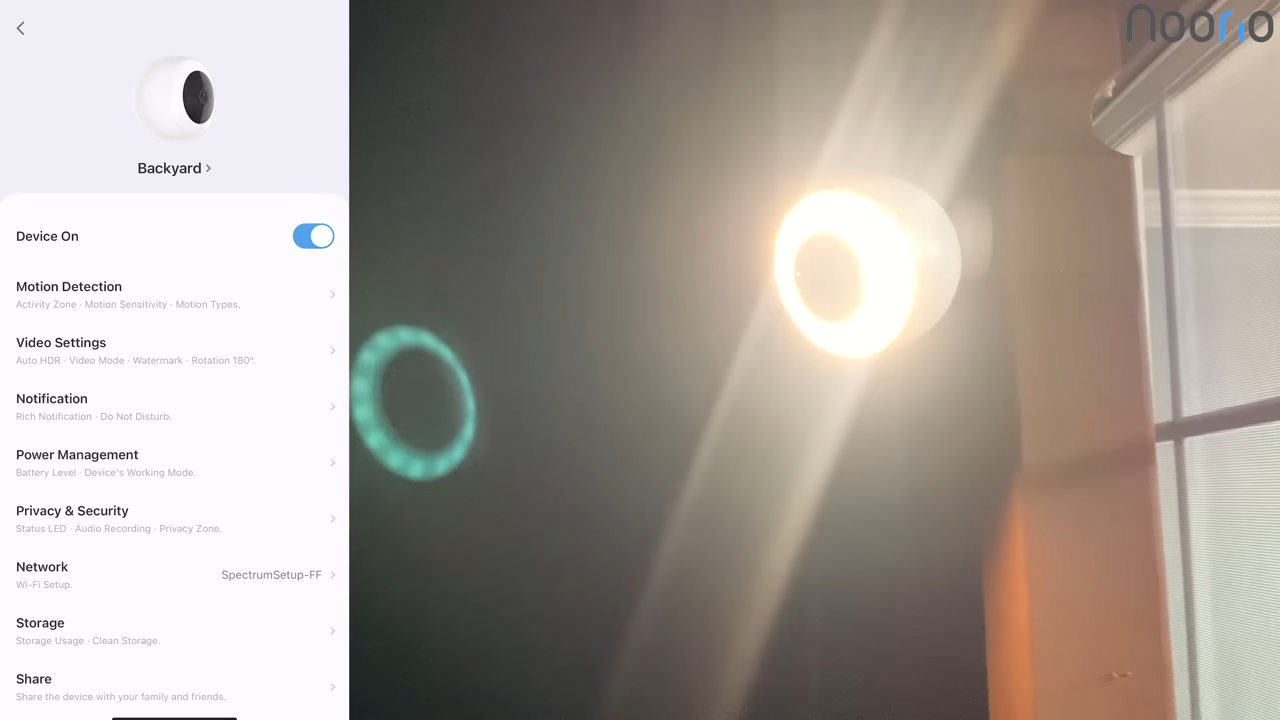 Backyard
Device On
Motion Detection
Activity Zone · Motion Sensitivity · Motion Types.
Video Settings
Auto HDR · Video Mode · Watermark · Rotation 180°.
Notification
Rich Notification · Do Not Disturb.
Power Management
Battery Level · Device's Working Mode.
Privacy & Security
Status LED · Audio Recording · Privacy Zone.
Network
SpectrumSetup-FF
Wi-Fi Setup.
Storage
Storage Usage · Clean Storage.
Share
Share the device with your family and friends.
noorio